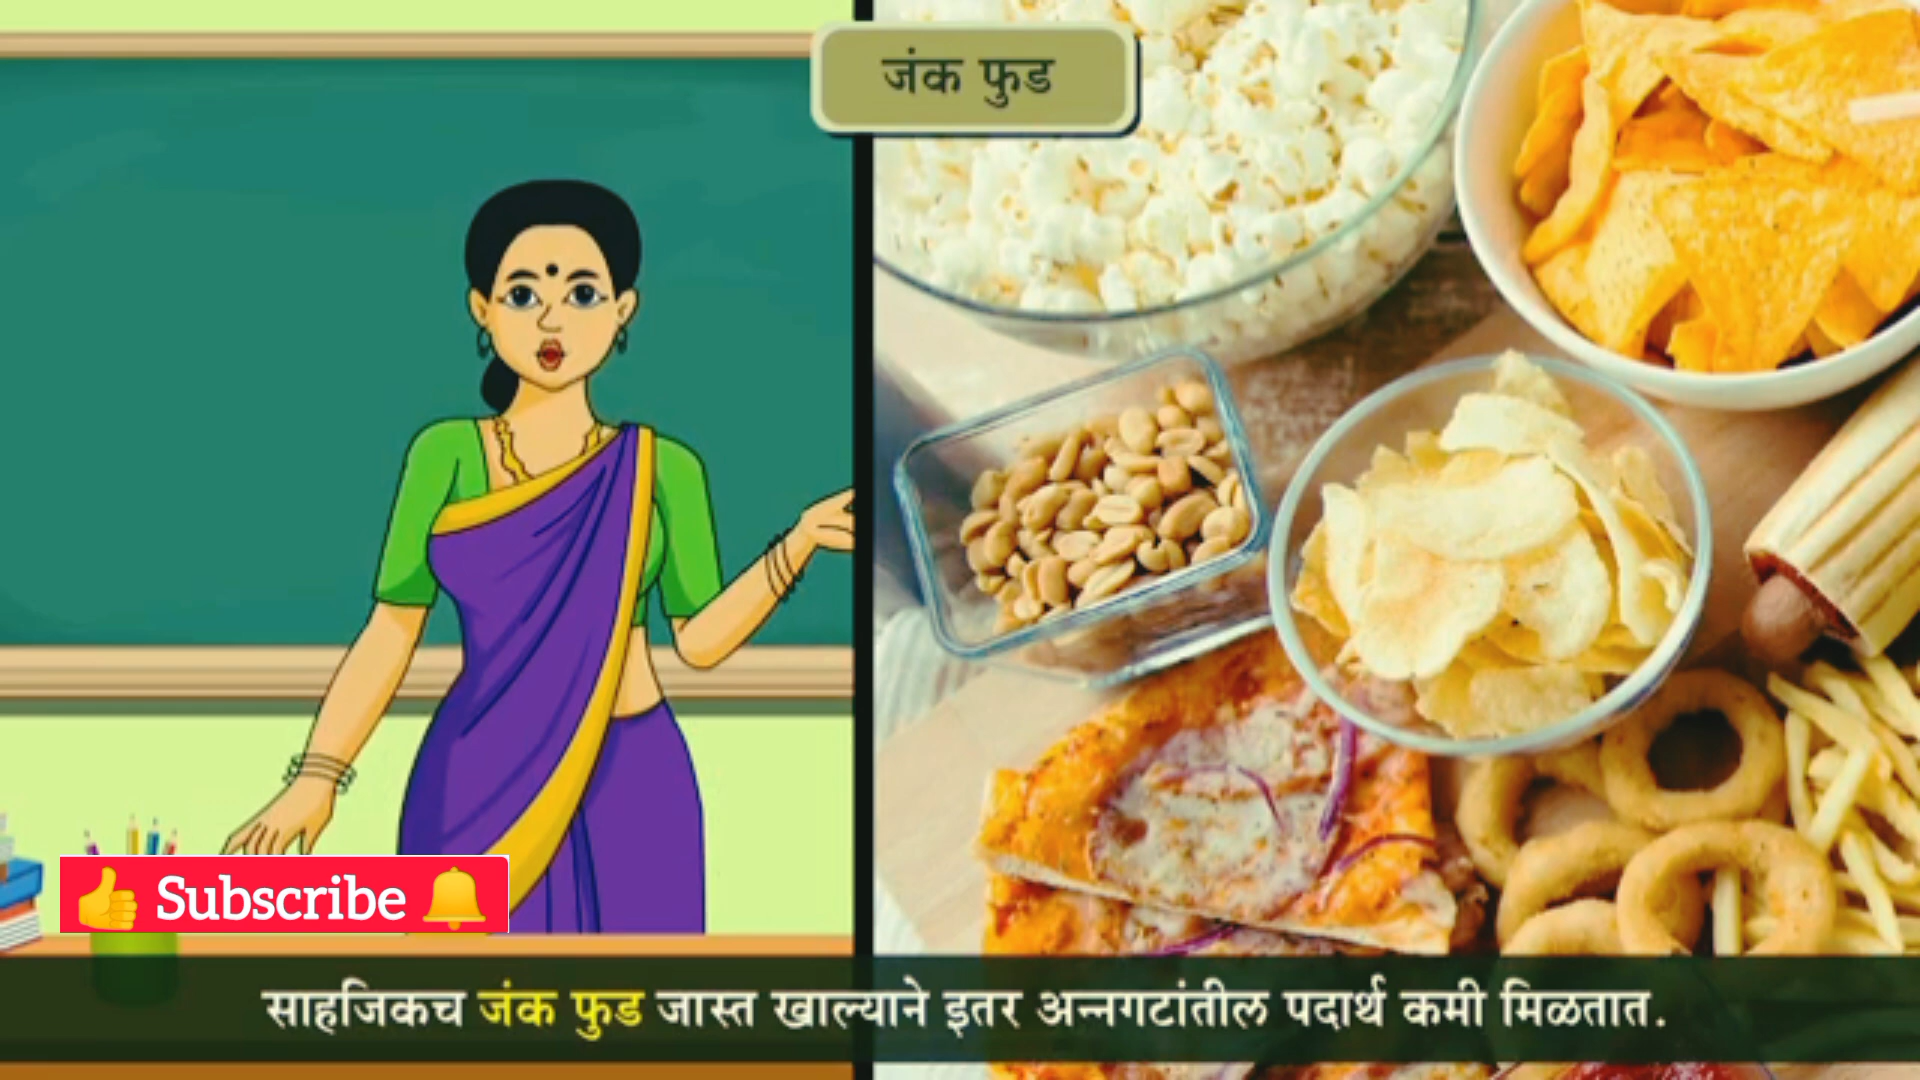 जंक फुड
Subscribe
साहजिकच जंक फुड जास्त खाल्याने इतर अन्नगटांतील पदार्थ कमी मिळतात.